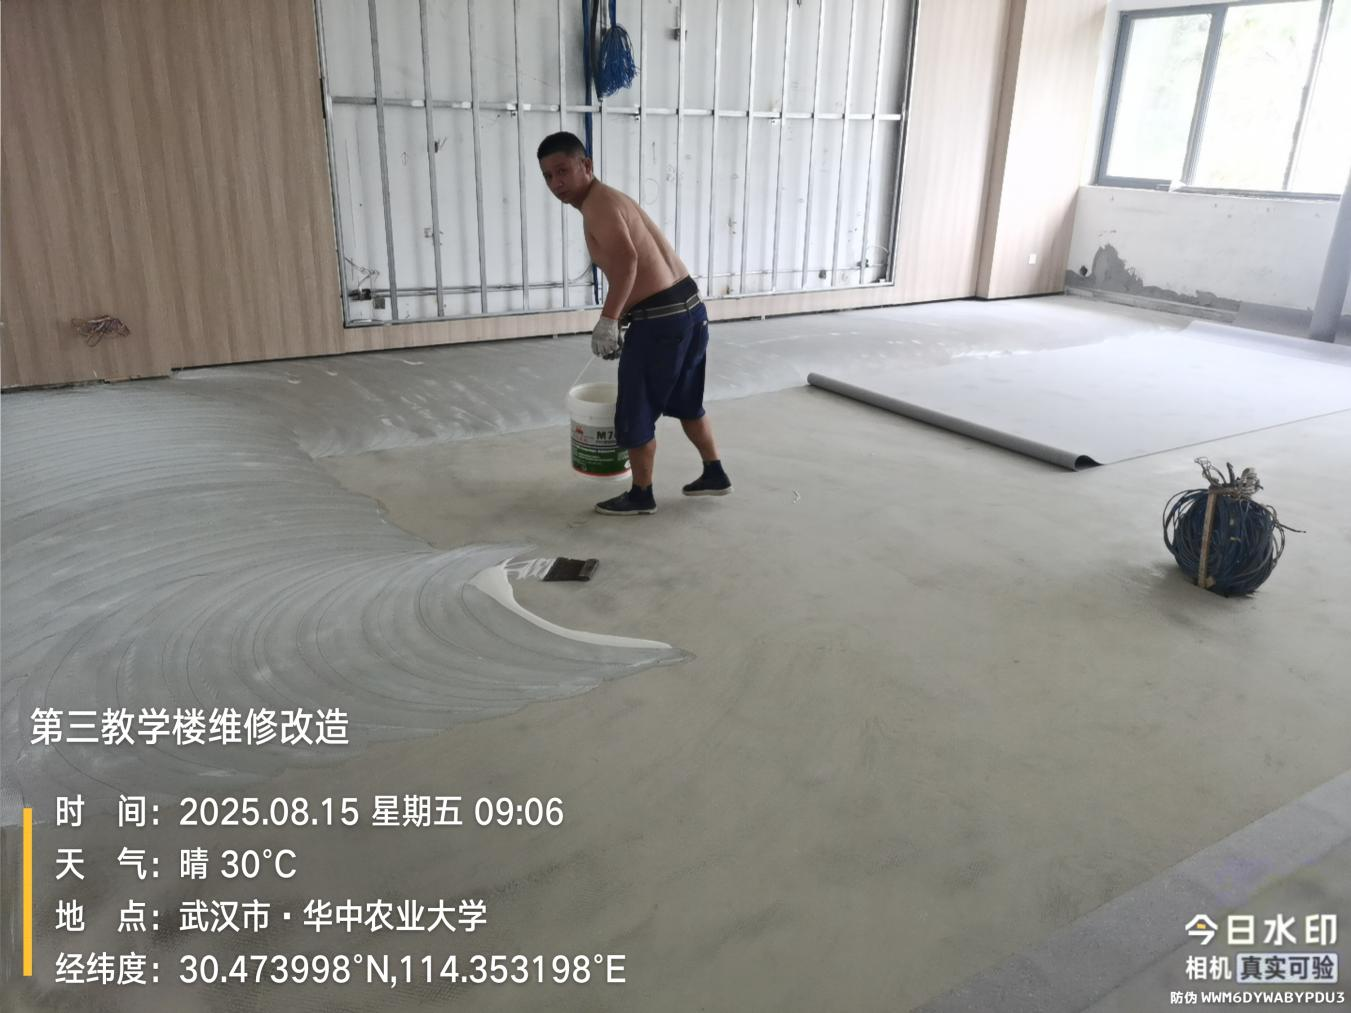 M7
第三教学楼维修改造
时 间：2025.08.15 星期五 09:06
天 气：晴 30°C
地 点：武汉市·华中农业大学
经纬度：30.473998°N,114.353198°E
今日水印
相机 真实可验
防伪 WWM6DYWABYPDU3